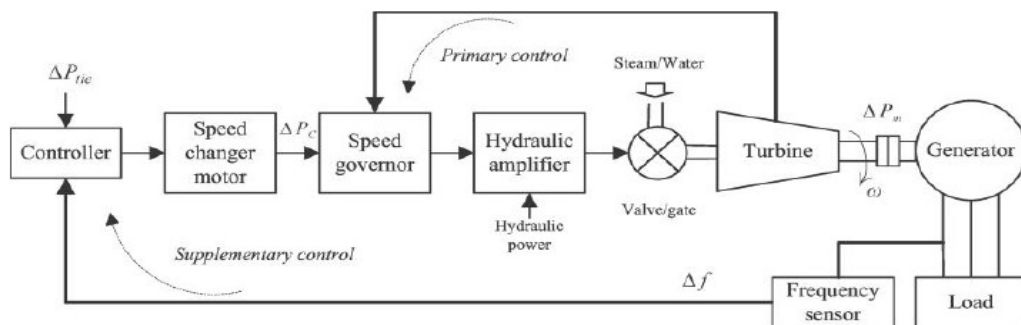 Primary control
Steam/Water
ΔP_tie
ΔP_m
Controller
Speed
changer
motor
ΔP_C
Speed
governor
Hydraulic
amplifier
Turbine
Generator
ω
Valve/gate
Hydraulic
power
Supplementary control
Δf
Frequency
sensor
Load